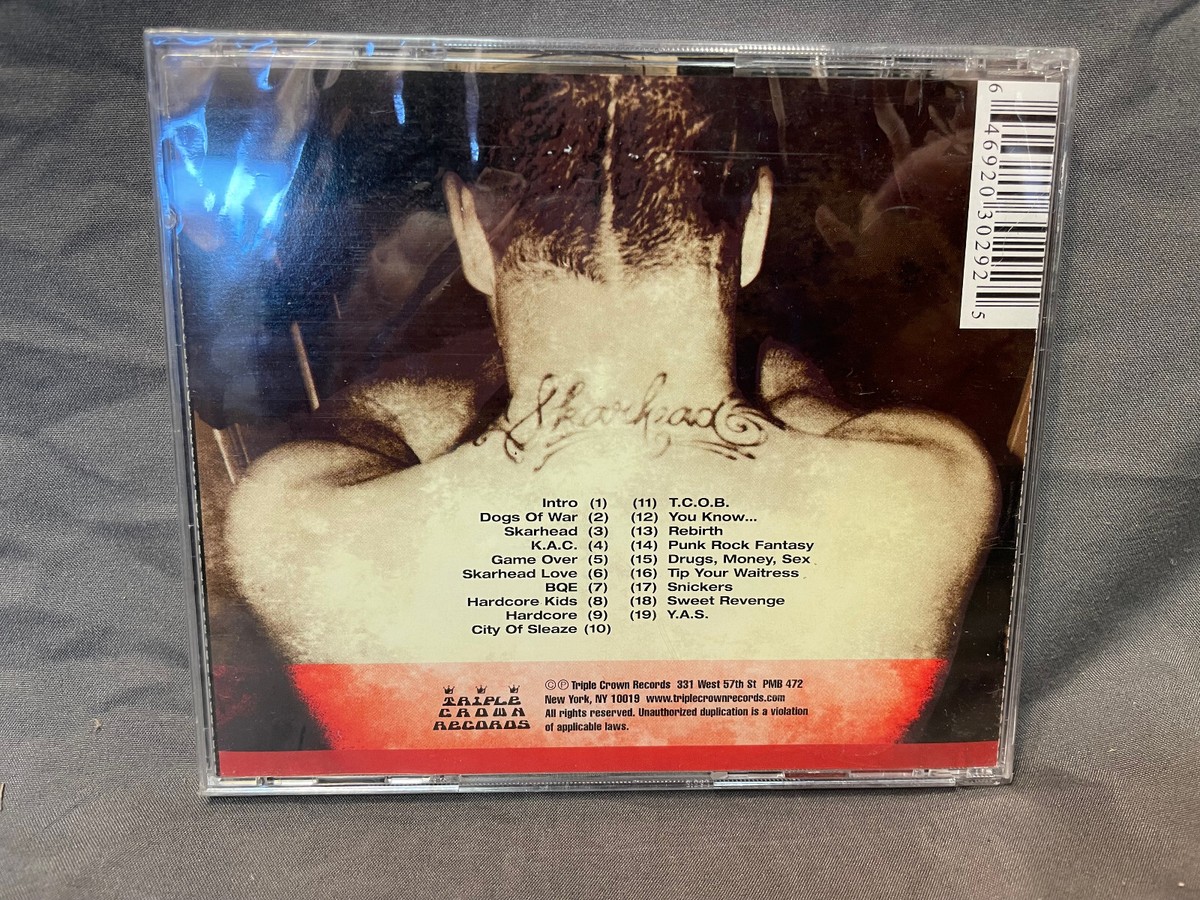 6 46920 30292 5
Skarhead
Intro (1)
Dogs Of War (2)
Skarhead (3)
K.A.C. (4)
Game Over (5)
Skarhead Love (6)
BQE (7)
Hardcore Kids (8)
Hardcore (9)
City Of Sleaze (10)
(11) T.C.O.B.
(12) You Know...
(13) Rebirth
(14) Punk Rock Fantasy
(15) Drugs, Money, Sex
(16) Tip Your Waitress
(17) Snickers
(18) Sweet Revenge
(19) Y.A.S.
TRIPLE
CROWN
RECORDS
©℗ Triple Crown Records 331 West 57th St PMB 472
New York, NY 10019 www.triplecrownrecords.com
All rights reserved. Unauthorized duplication is a violation
of applicable laws.